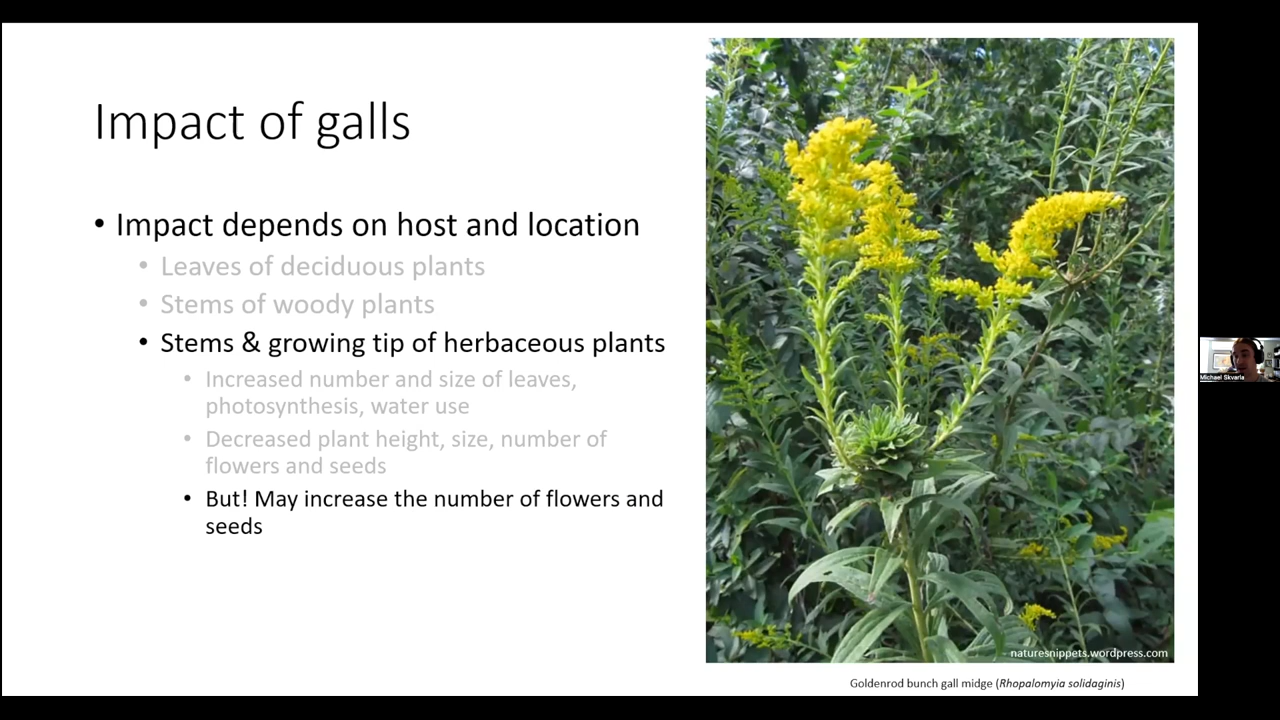 Impact of galls
• Impact depends on host and location
• Leaves of deciduous plants
• Stems of woody plants
• Stems & growing tip of herbaceous plants
• Increased number and size of leaves,
photosynthesis, water use
• Decreased plant height, size, number of
flowers and seeds
• But! May increase the number of flowers and
seeds
naturesnippets.wordpress.com
Goldenrod bunch gall midge (Rhopalomyia solidaginis)
Michael Skvarla